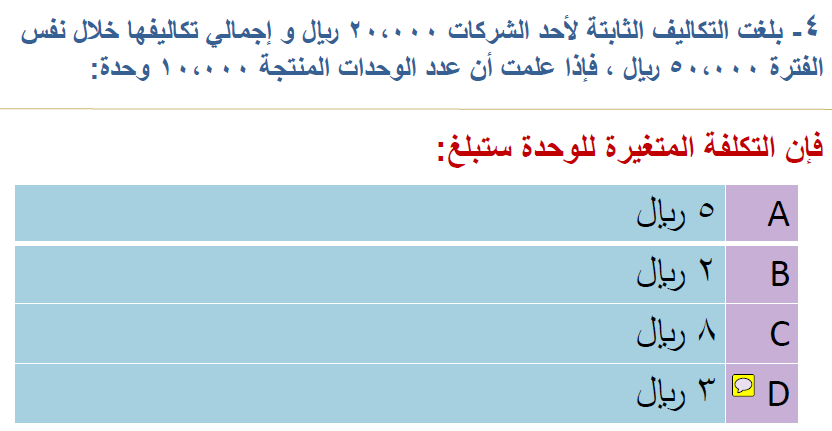 ٤- بلغت التكاليف الثابتة لأحد الشركات ٢٠،٠٠٠ ريال و إجمالي تكاليفها خلال نفس
الفترة ٥٠،٠٠٠ ريال ، فإذا علمت أن عدد الوحدات المنتجة ١٠،٠٠٠ وحدة:
فإن التكلفة المتغيرة للوحدة ستبلغ:
A ٥ ريال
B ٢ ريال
C ٨ ريال
D ٣ ريال